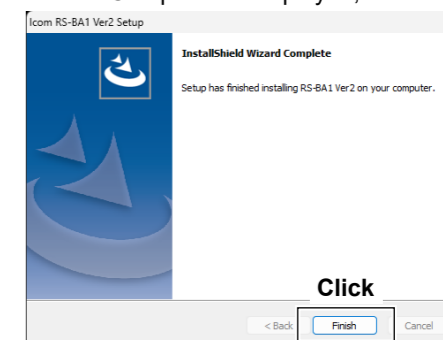 Icom RS-BA1 Ver2 Setup
InstallShield Wizard Complete
Setup has finished installing RS-BA1 Ver2 on your computer.
Click
< Back Finish Cancel